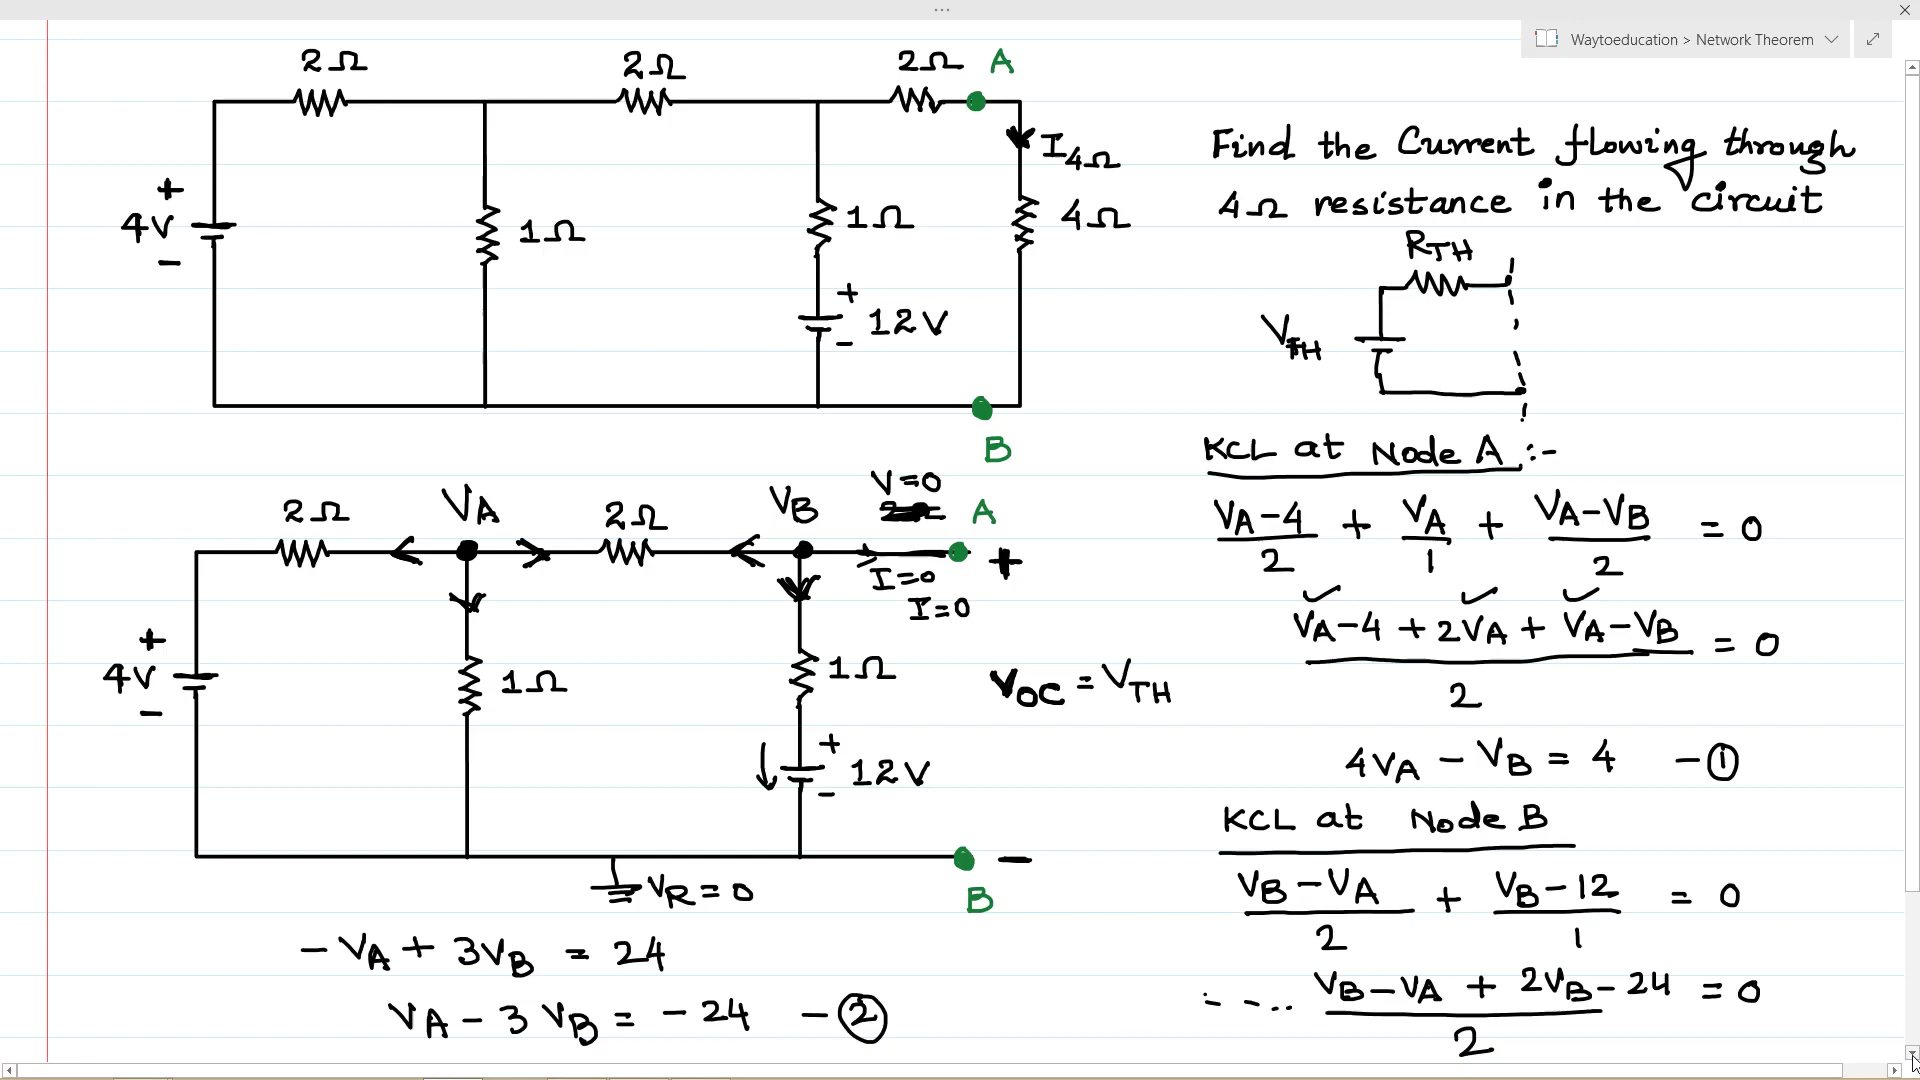 Waytoeducation > Network Theorem
2Ω 2Ω 2Ω A
I4Ω
+
4V
−
1Ω
1Ω
4Ω
+
12V
−
B
Find the Current flowing through
4Ω resistance in the circuit
RTH
VTH
2Ω VA 2Ω VB V=0 A
+
I=0
I=0
+
4V
−
1Ω
1Ω
VOC = VTH
+
12V
−
VR = 0
B −
− VA + 3VB = 24
VA − 3 VB = − 24 − ②
KCL at Node A :-
VA−4/2 + VA/1 + VA−VB/2 = 0
VA−4 + 2VA + VA−VB/2 = 0
4VA − VB = 4 − ①
KCL at Node B
VB−VA/2 + VB−12/1 = 0
VB−VA + 2VB−24/2 = 0